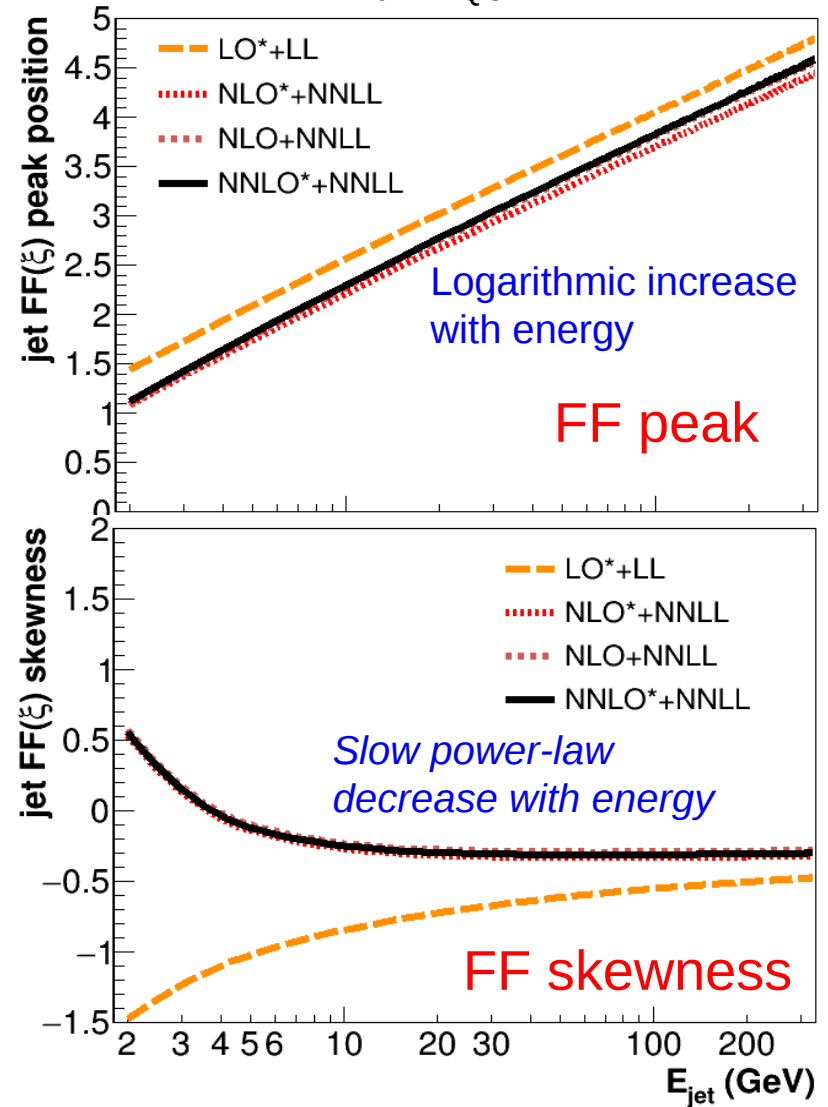 5
4.5
4
3.5
3
2.5
2
1.5
1
0.5
0
jet FF(ξ) peak position
LO*+LL
NLO*+NNLL
NLO+NNLL
NNLO*+NNLL
Logarithmic increase
with energy
FF peak
2
1.5
1
0.5
0
−0.5
−1
−1.5
jet FF(ξ) skewness
LO*+LL
NLO*+NNLL
NLO+NNLL
NNLO*+NNLL
Slow power-law
decrease with energy
FF skewness
2 3 4 5 6 10 20 30 100 200
E_jet (GeV)